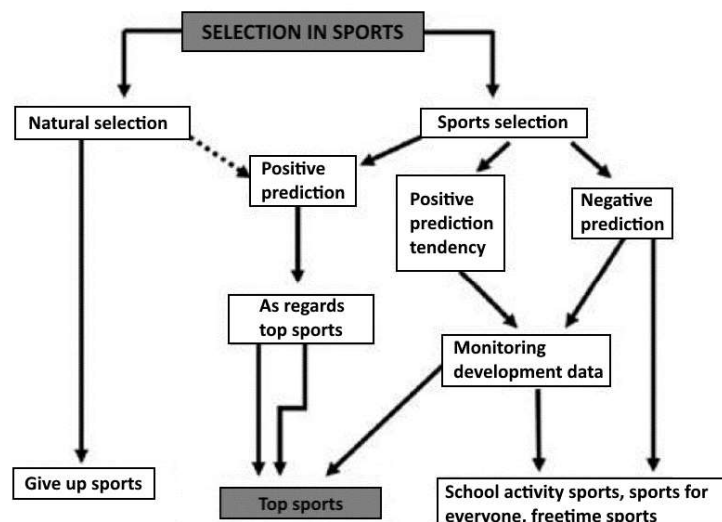 SELECTION IN SPORTS
Natural selection
Sports selection
Positive
prediction
Positive
prediction
tendency
Negative
prediction
As regards
top sports
Monitoring
development data
Give up sports
Top sports
School activity sports, sports for
everyone, freetime sports